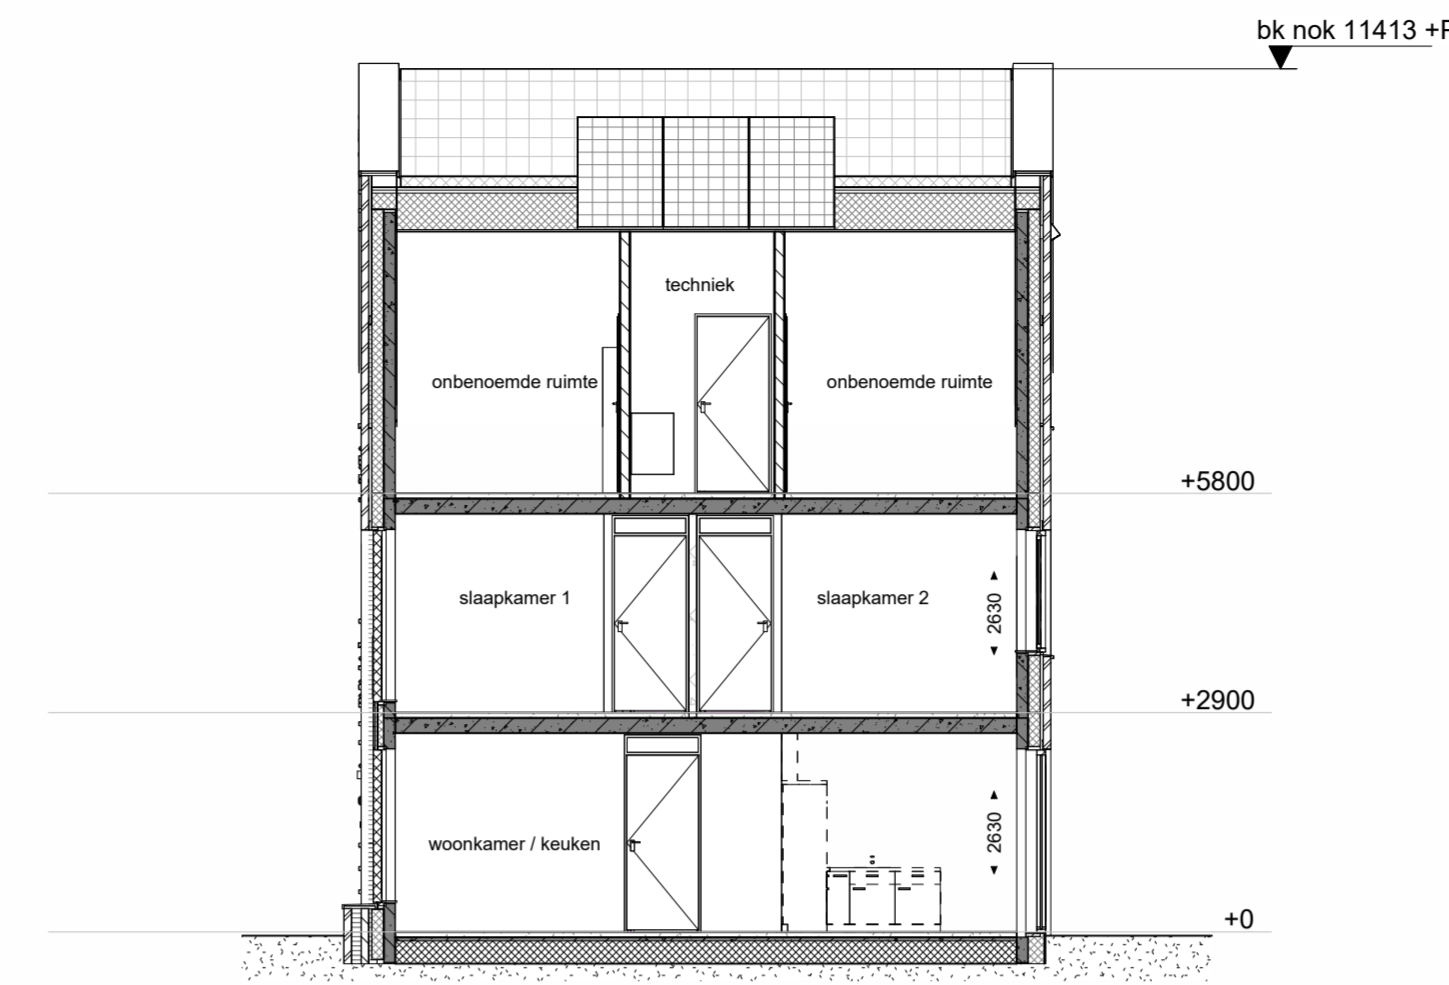 bk nok 11413 +P
techniek
onbenoemde ruimte
onbenoemde ruimte
+5800
slaapkamer 1
slaapkamer 2
2630
+2900
woonkamer / keuken
2630
+0